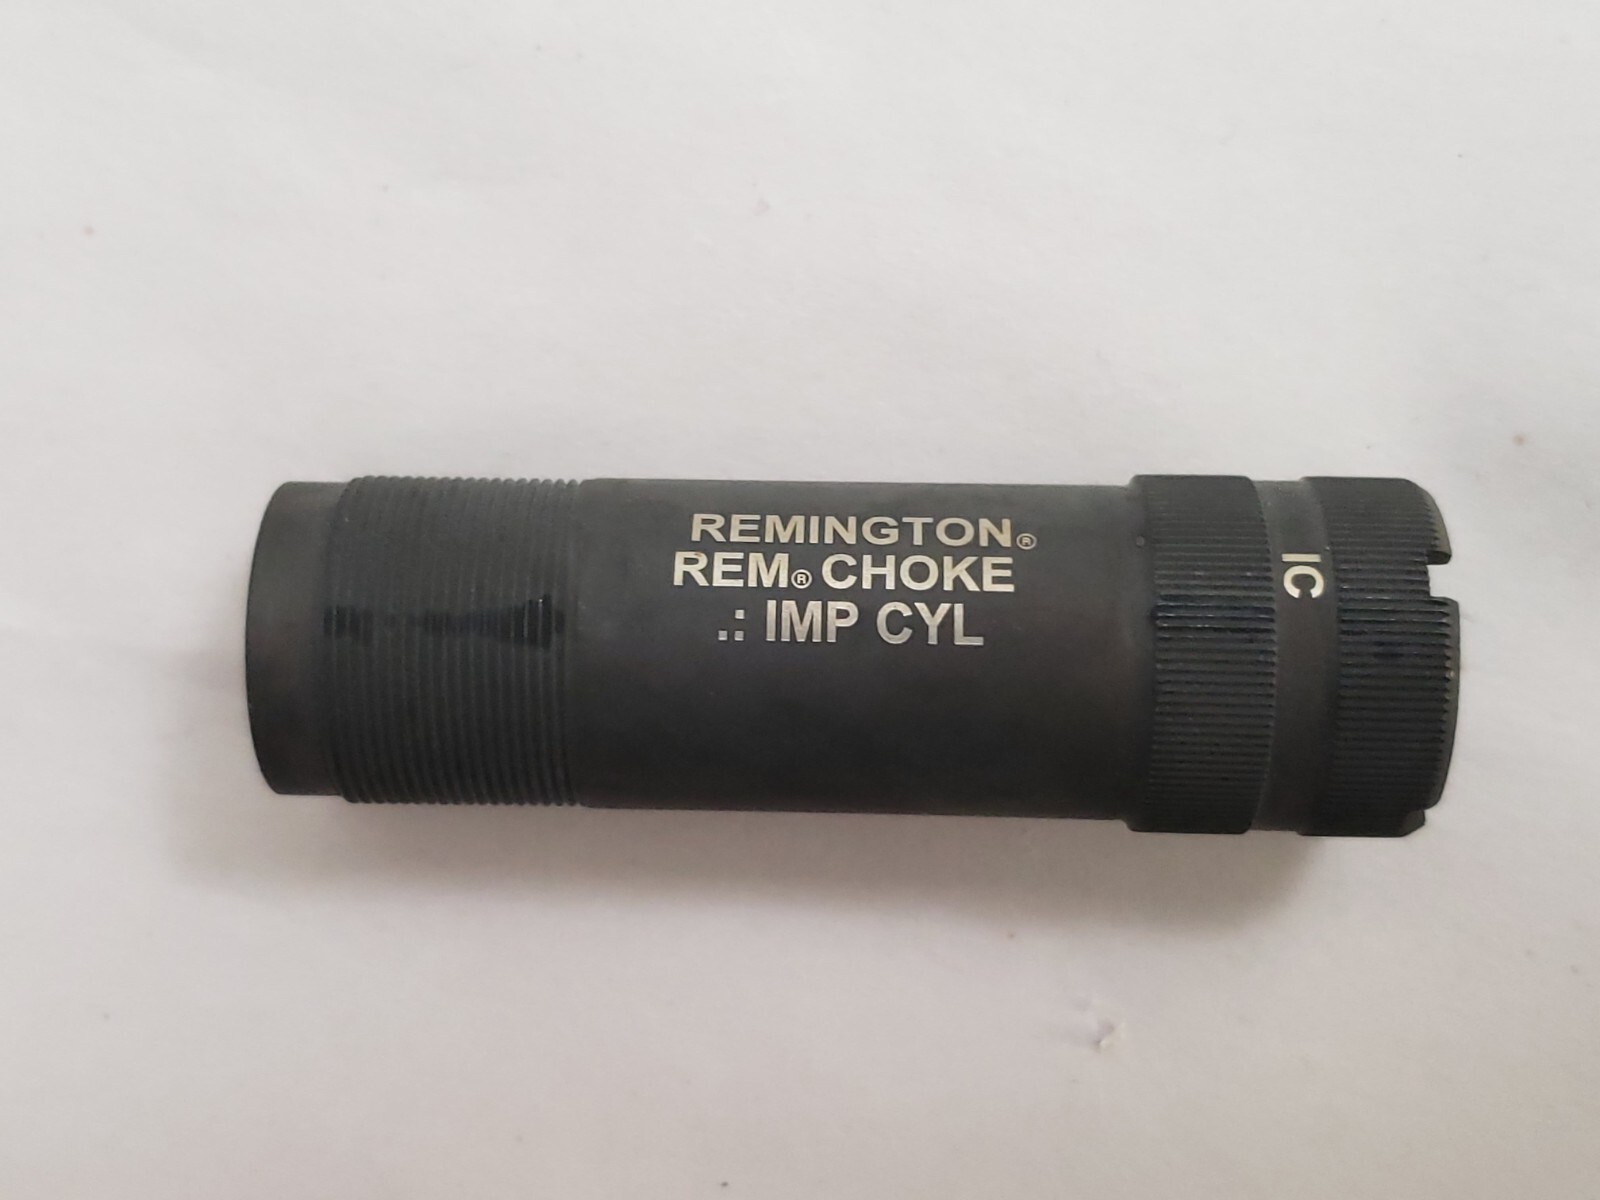 REMINGTON®
REM® CHOKE
.: IMP CYL
IC